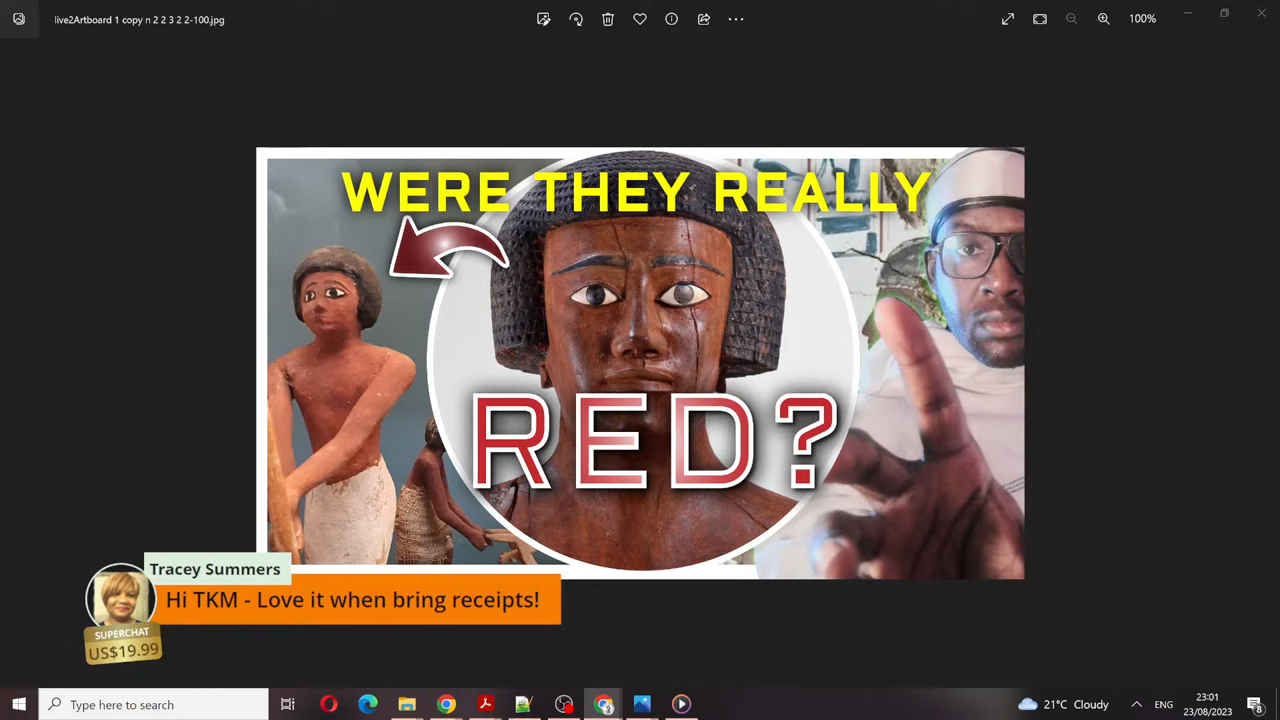 live2Artboard 1 copy n 2 2 3 2 2-100.jpg
100%
WERE THEY REALLY
RED?
Tracey Summers
Hi TKM - Love it when bring receipts!
SUPERCHAT
US$19.99
Type here to search
21°C Cloudy
ENG
23:01
23/08/2023
8